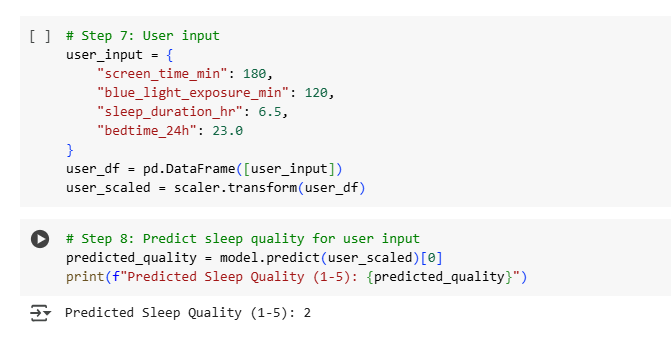 [ ] # Step 7: User input
user_input = {
    "screen_time_min": 180,
    "blue_light_exposure_min": 120,
    "sleep_duration_hr": 6.5,
    "bedtime_24h": 23.0
}
user_df = pd.DataFrame([user_input])
user_scaled = scaler.transform(user_df)
# Step 8: Predict sleep quality for user input
predicted_quality = model.predict(user_scaled)[0]
print(f"Predicted Sleep Quality (1-5): {predicted_quality}")
Predicted Sleep Quality (1-5): 2